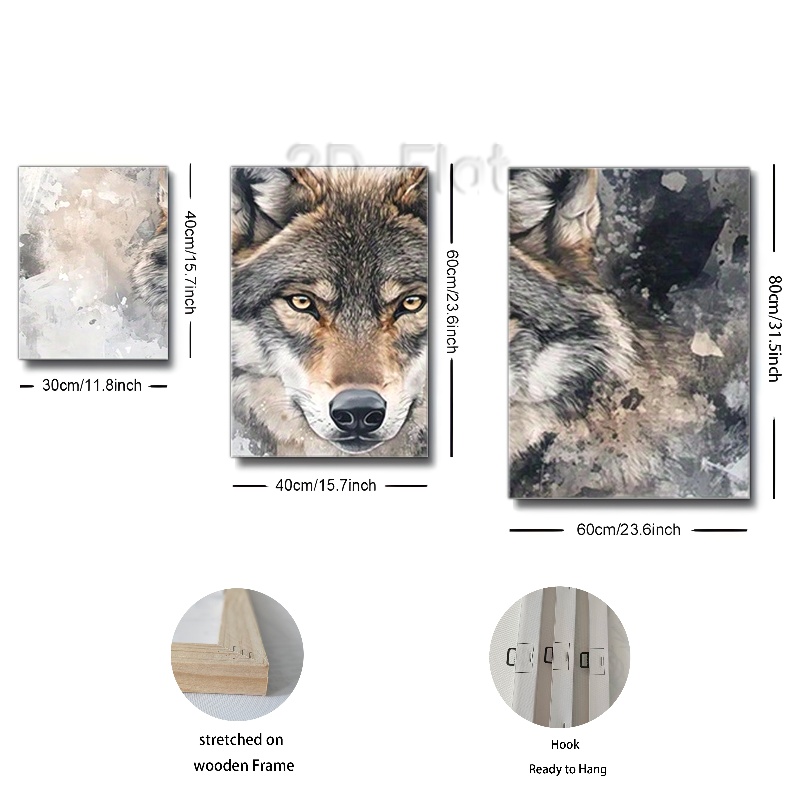 2D Flat
40cm/15.7inch
60cm/23.6inch
80cm/31.5inch
30cm/11.8inch
40cm/15.7inch
60cm/23.6inch
stretched on
wooden Frame
Hook
Ready to Hang